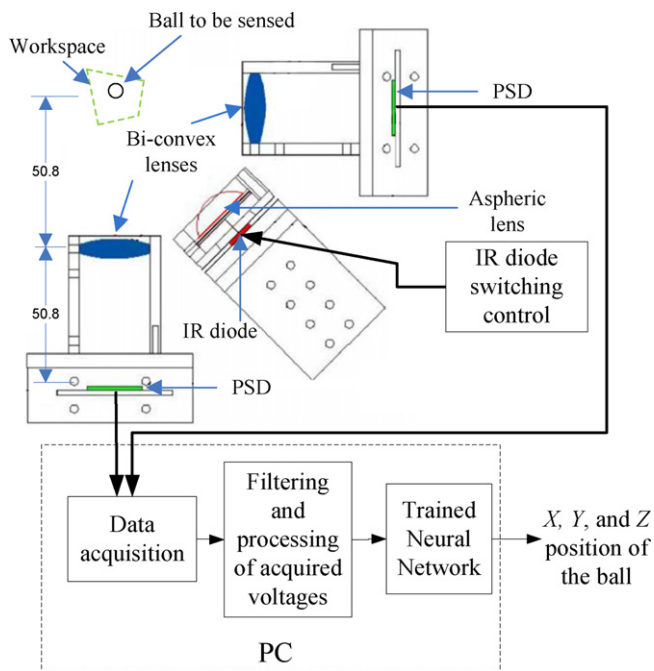 Ball to be sensed
Workspace
PSD
Bi-convex
lenses
50.8
Aspheric
lens
IR diode
switching
control
50.8
IR diode
PSD
Data
acquisition
Filtering
and
processing
of acquired
voltages
Trained
Neural
Network
X, Y, and Z
position of
the ball
PC